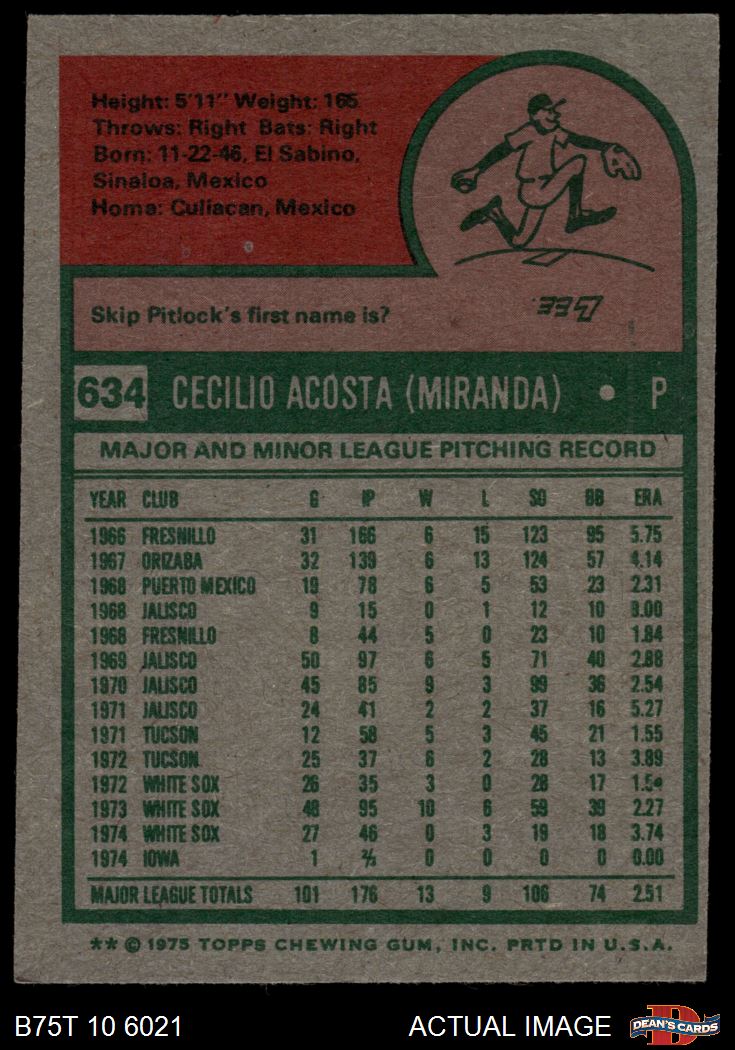 Height: 5'11" Weight: 165
Throws: Right Bats: Right
Born: 11-22-46, El Sabino,
Sinaloa, Mexico
Home: Culiacan, Mexico
Skip Pitlock's first name is?
Lee
634 CECILIO ACOSTA (MIRANDA) • P
MAJOR AND MINOR LEAGUE PITCHING RECORD
YEAR CLUB G IP W L SO BB ERA
1966 FRESNILLO 31 166 6 15 123 95 5.75
1967 ORIZABA 32 139 6 13 124 57 4.14
1968 PUERTO MEXICO 19 78 6 5 53 23 2.31
1968 JALISCO 9 15 0 1 12 10 9.00
1968 FRESNILLO 8 44 5 0 23 10 1.84
1969 JALISCO 50 97 6 5 71 40 2.88
1970 JALISCO 45 85 9 3 99 36 2.54
1971 JALISCO 24 41 2 2 37 16 5.27
1971 TUCSON 12 58 5 3 45 21 1.55
1972 TUCSON 25 37 6 2 28 13 3.89
1972 WHITE SOX 26 35 3 0 28 17 1.54
1973 WHITE SOX 48 95 10 6 59 39 2.27
1974 WHITE SOX 27 46 0 3 19 18 3.74
1974 IOWA 1 ⅔ 0 0 0 0 0.00
MAJOR LEAGUE TOTALS 101 176 13 9 106 74 2.51
** © 1975 TOPPS CHEWING GUM, INC. PRTD IN U.S.A.
B75T 10 6021 ACTUAL IMAGE DEAN'S CARDS